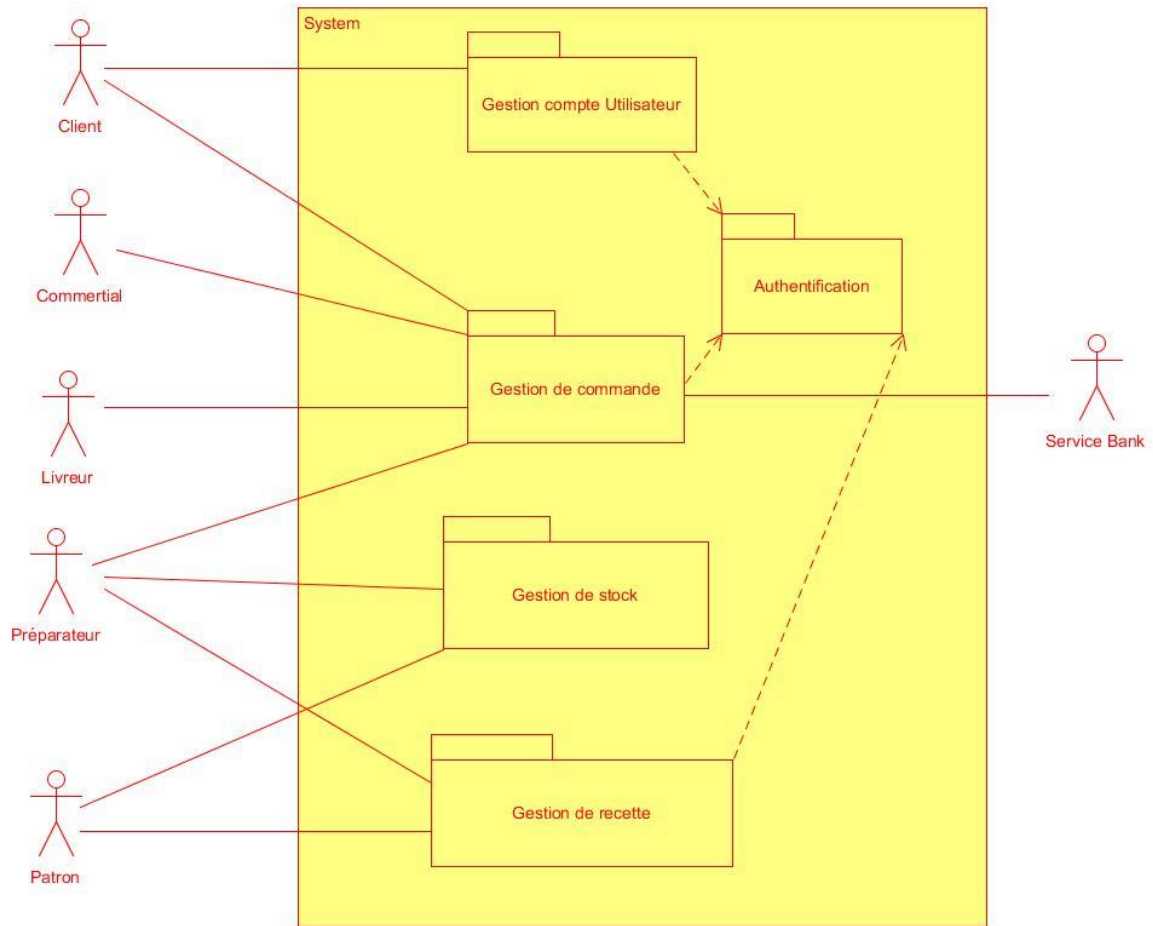 System
Gestion compte Utilisateur
Client
Authentification
Commertial
Gestion de commande
Service Bank
Livreur
Gestion de stock
Préparateur
Gestion de recette
Patron